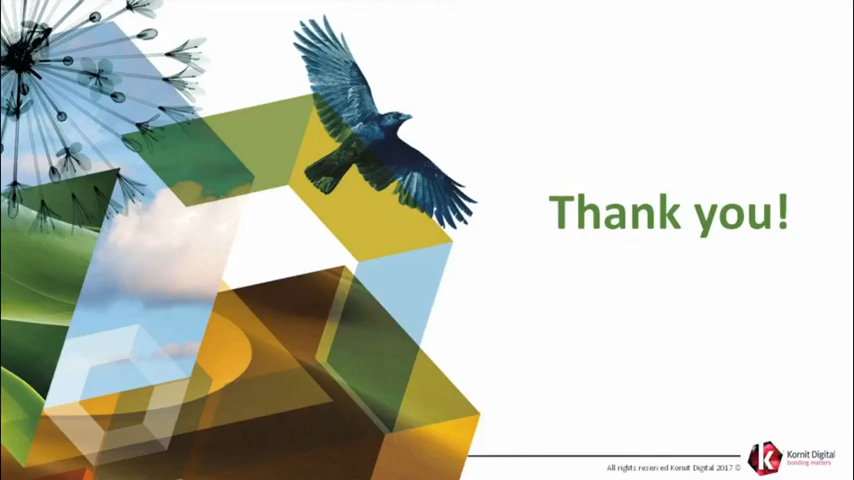 Thank you!
All rights reserved Kornit Digital 2017 ©
k
Kornit Digital
bonding matters